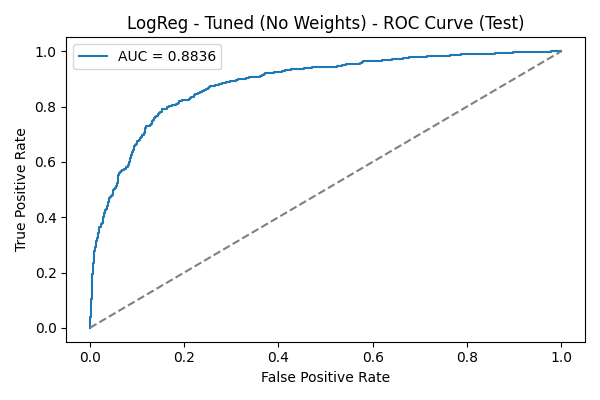 LogReg - Tuned (No Weights) - ROC Curve (Test)
AUC = 0.8836
True Positive Rate
1.0
0.8
0.6
0.4
0.2
0.0
0.0 0.2 0.4 0.6 0.8 1.0
False Positive Rate